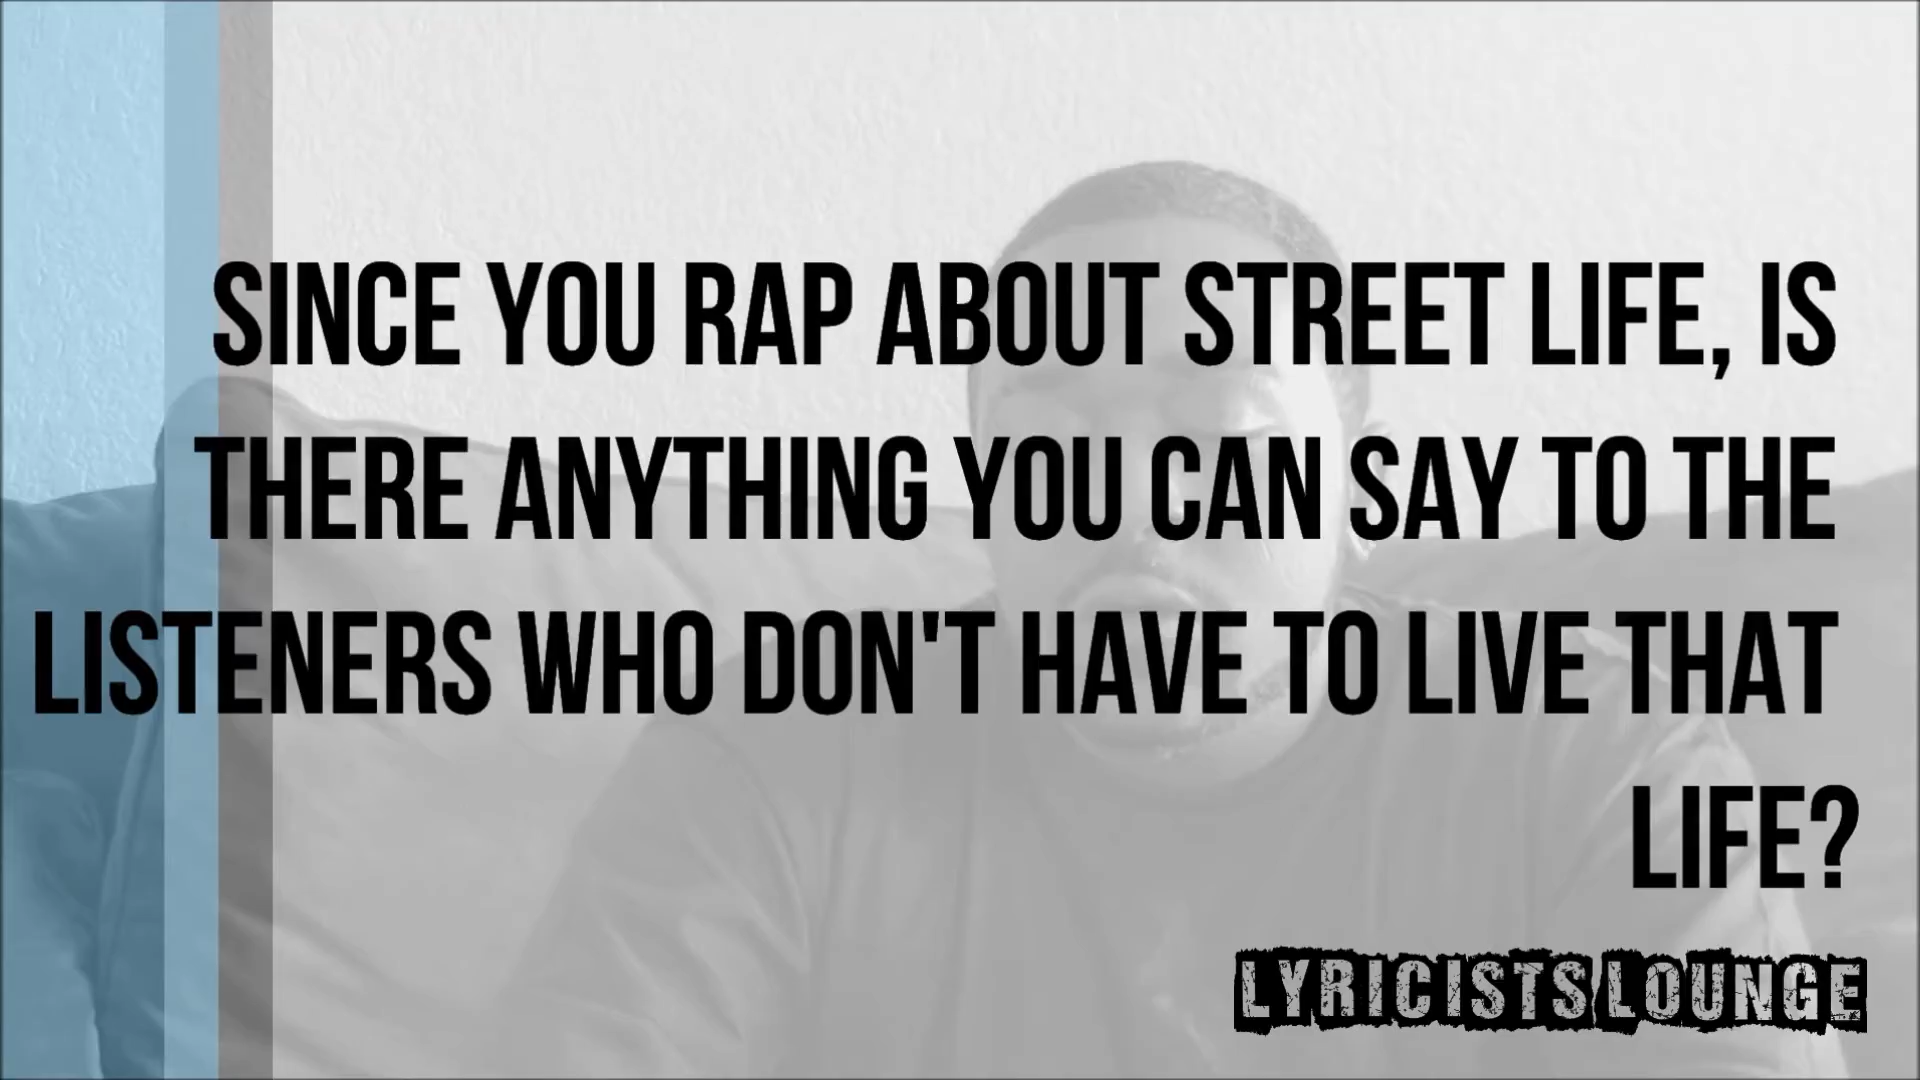 SINCE YOU RAP ABOUT STREET LIFE, IS
THERE ANYTHING YOU CAN SAY TO THE
LISTENERS WHO DON'T HAVE TO LIVE THAT
LIFE?
LYRICISTS LOUNGE